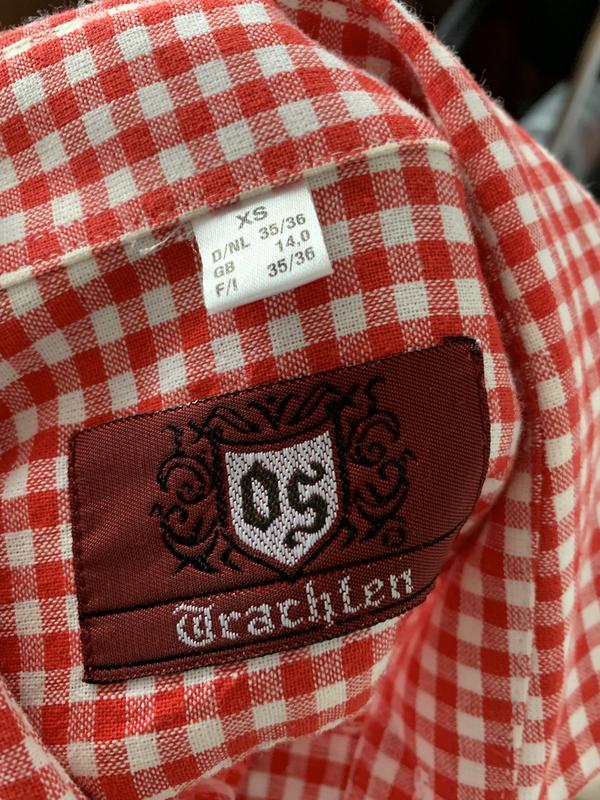 XS
D/NL 35/36
GB 14,0
F/I 35/36
OS
Trachten